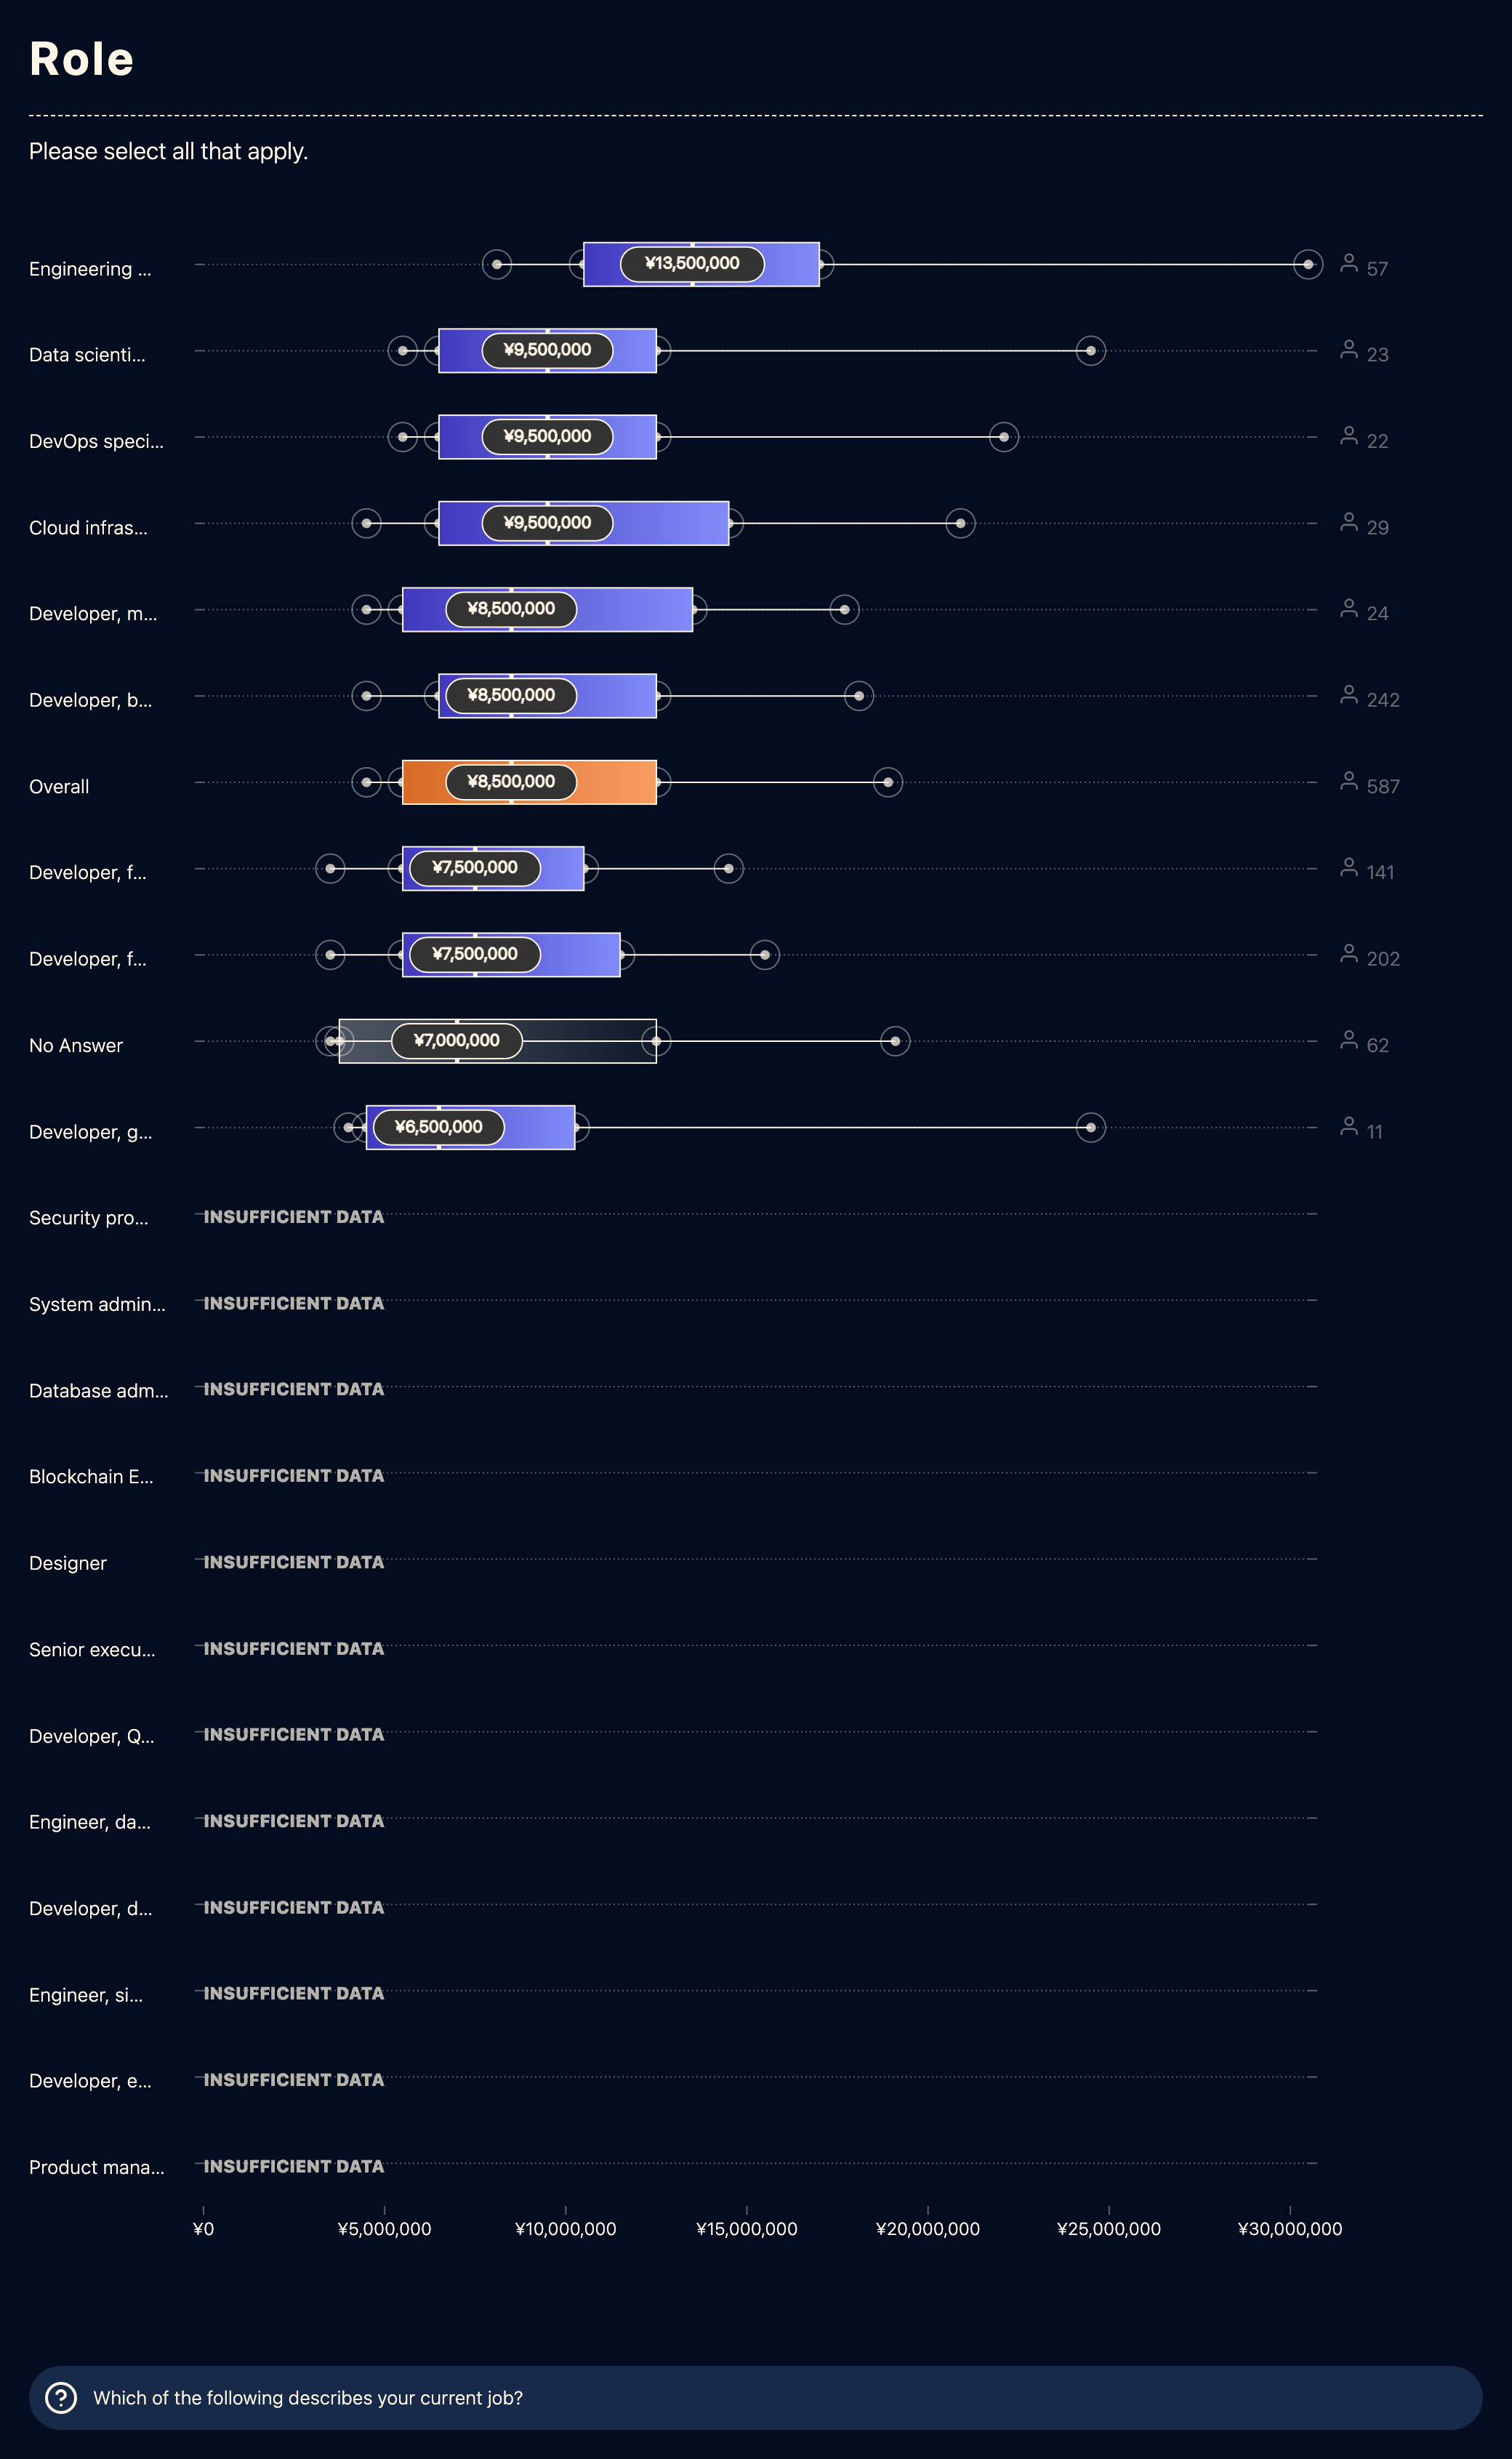 Role
Please select all that apply.
Engineering ... ¥13,500,000 57
Data scienti... ¥9,500,000 23
DevOps speci... ¥9,500,000 22
Cloud infras... ¥9,500,000 29
Developer, m... ¥8,500,000 24
Developer, b... ¥8,500,000 242
Overall ¥8,500,000 587
Developer, f... ¥7,500,000 141
Developer, f... ¥7,500,000 202
No Answer ¥7,000,000 62
Developer, g... ¥6,500,000 11
Security pro... INSUFFICIENT DATA
System admin... INSUFFICIENT DATA
Database adm... INSUFFICIENT DATA
Blockchain E... INSUFFICIENT DATA
Designer INSUFFICIENT DATA
Senior execu... INSUFFICIENT DATA
Developer, Q... INSUFFICIENT DATA
Engineer, da... INSUFFICIENT DATA
Developer, d... INSUFFICIENT DATA
Engineer, si... INSUFFICIENT DATA
Developer, e... INSUFFICIENT DATA
Product mana... INSUFFICIENT DATA
¥0 ¥5,000,000 ¥10,000,000 ¥15,000,000 ¥20,000,000 ¥25,000,000 ¥30,000,000
Which of the following describes your current job?